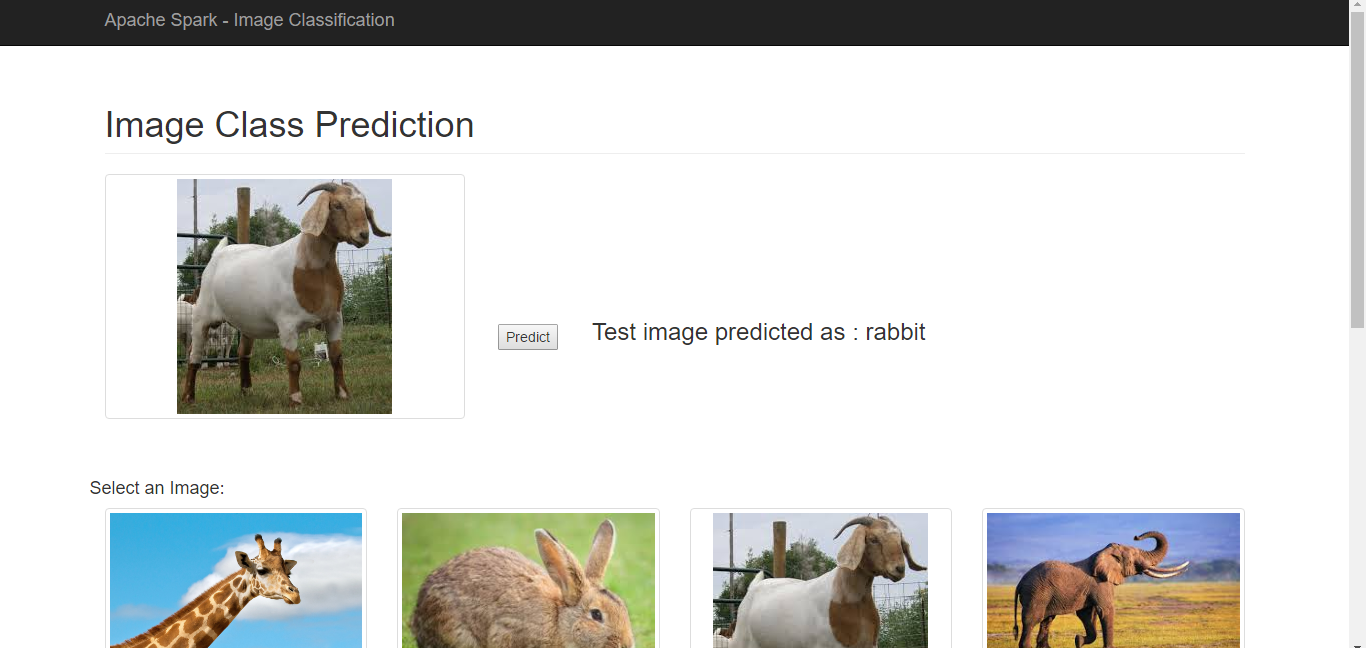 Apache Spark - Image Classification
Image Class Prediction
Predict
Test image predicted as : rabbit
Select an Image: